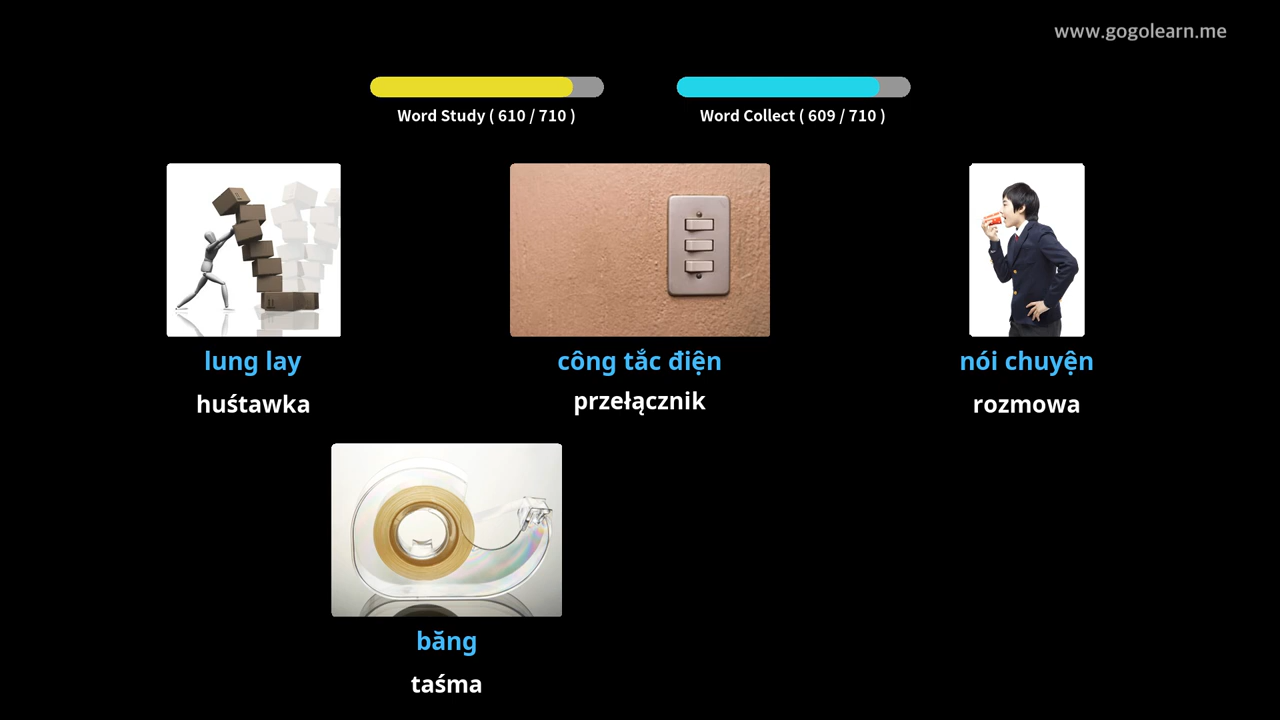 www.gogolearn.me
Word Study ( 610 / 710 )
Word Collect ( 609 / 710 )
lung lay
huśtawka
công tắc điện
przełącznik
nói chuyện
rozmowa
băng
taśma